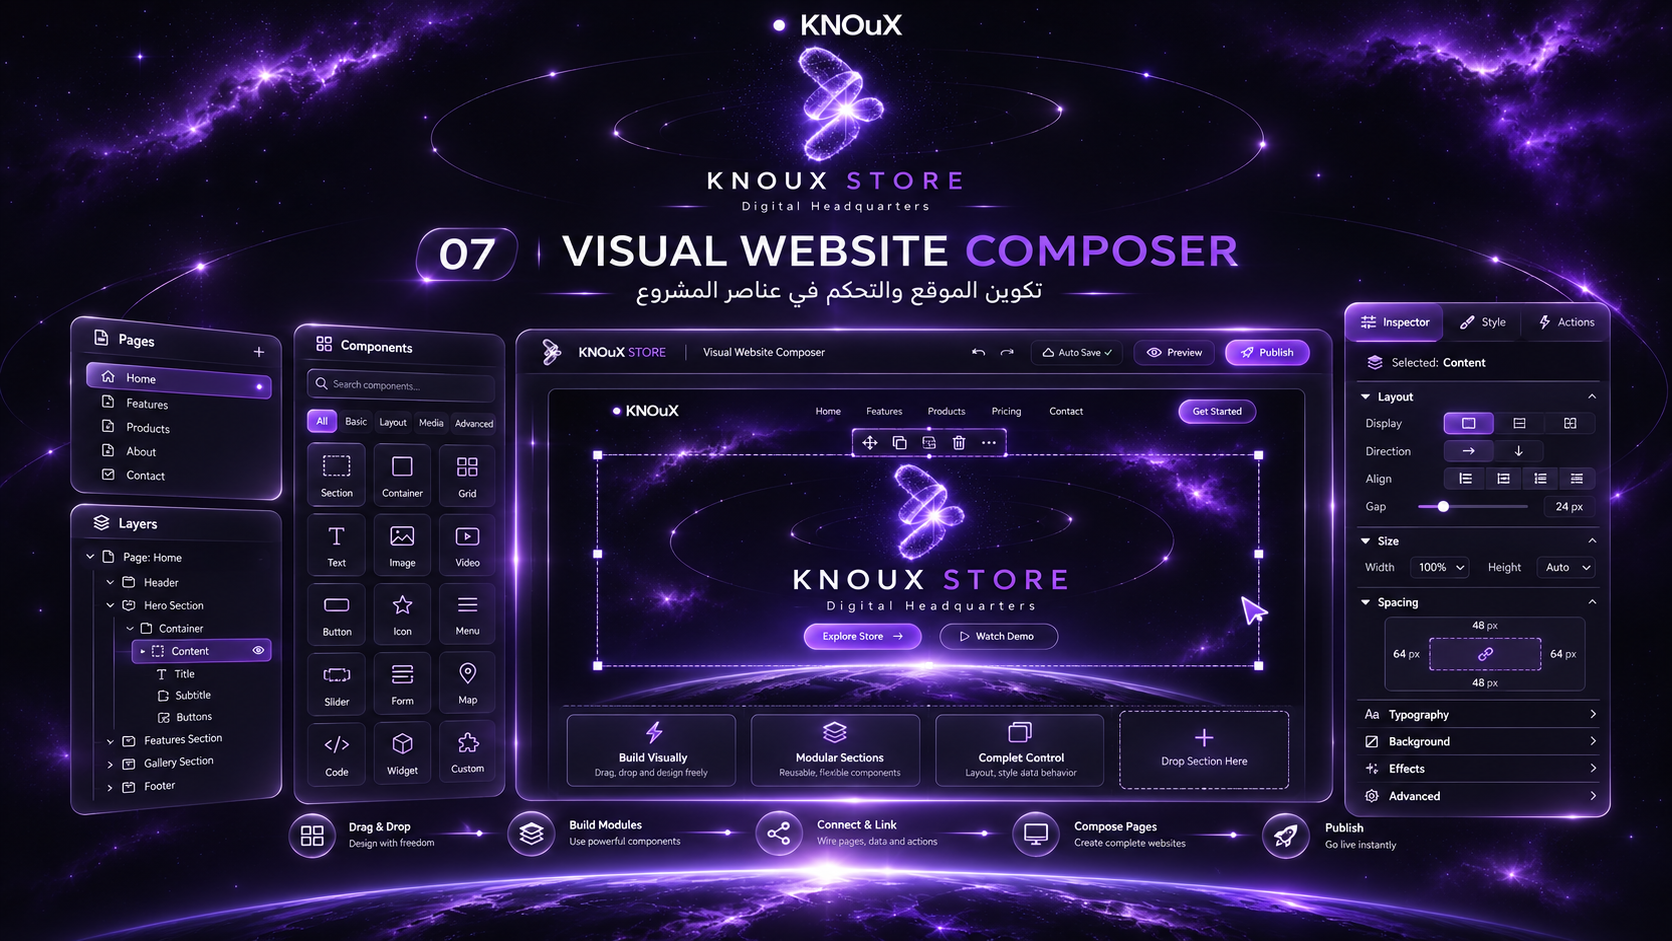 KNOuX
KNOUX STORE
Digital Headquarters
07 VISUAL WEBSITE COMPOSER
تكوين الموقع والتحكم في عناصر المشروع
Pages +
Home
Features
Products
About
Contact
Layers
Page: Home
Header
Hero Section
Container
Content
Title
Subtitle
Buttons
Features Section
Gallery Section
Footer
Components
Search components...
All Basic Layout Media Advanced
Section Container Grid
Text Image Video
Button Icon Menu
Slider Form Map
Code Widget Custom
KNOuX STORE Visual Website Composer Auto Save ✓ Preview Publish
KNOuX Home Features Products Pricing Contact Get Started
KNOUX STORE
Digital Headquarters
Explore Store → Watch Demo
Build Visually
Drag, drop and design freely
Modular Sections
Reusable, flexible components
Complet Control
Layout, style data behavior
Drop Section Here
Inspector Style Actions
Selected: Content
Layout
Display
Direction
Align
Gap 24 px
Size
Width 100% Height Auto
Spacing
48 px
64 px 64 px
48 px
Aa Typography
Background
Effects
Advanced
Drag & Drop
Design with freedom
Build Modules
Use powerful components
Connect & Link
Wire pages, data and actions
Compose Pages
Create complete websites
Publish
Go live instantly